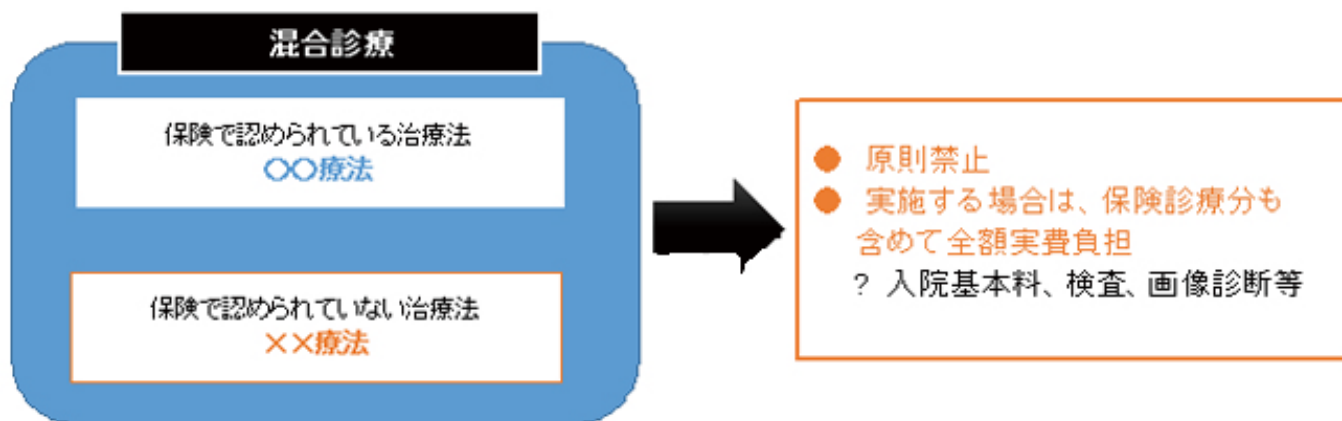 混合診療
保険で認められている治療法
○○療法
保険で認められていない治療法
××療法
● 原則禁止
● 実施する場合は、保険診療分も
含めて全額実費負担
? 入院基本料、検査、画像診断等